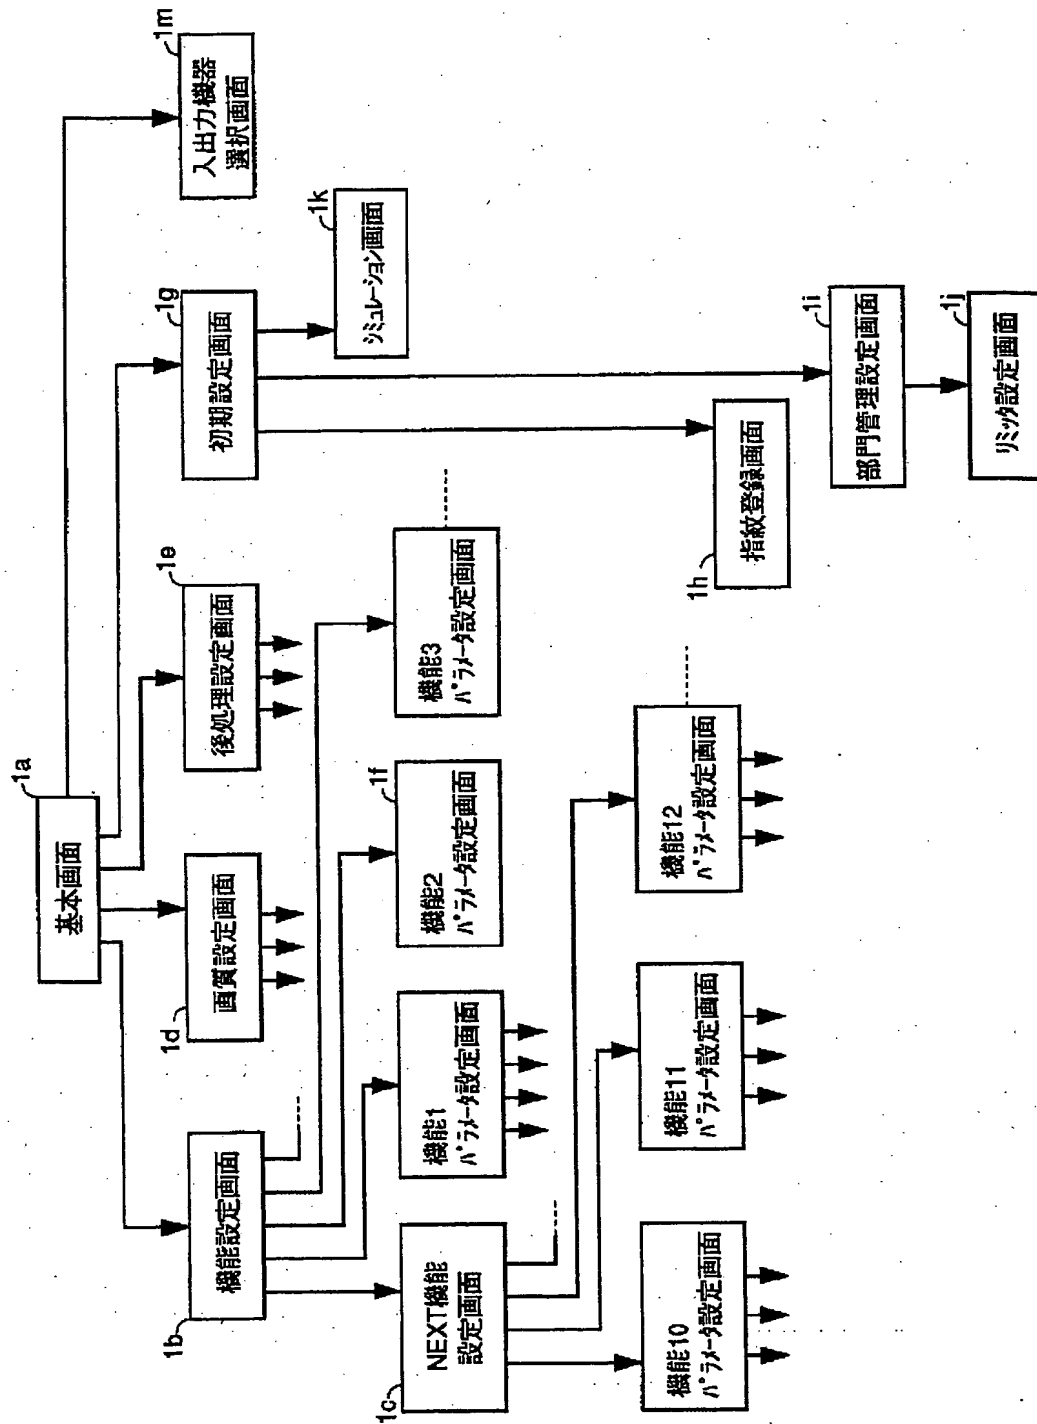 1a
基本画面
1b
機能設定画面
1d
画質設定画面
1e
後処理設定画面
1g
初期設定画面
1m
入出力機器
選択画面
1c
NEXT機能
設定画面
機能1
パラメータ設定画面
1f
機能2
パラメータ設定画面
機能3
パラメータ設定画面
1k
シミュレーション画面
機能10
パラメータ設定画面
機能11
パラメータ設定画面
機能12
パラメータ設定画面
1h
指紋登録画面
1i
部門管理設定画面
1j
リミッタ設定画面